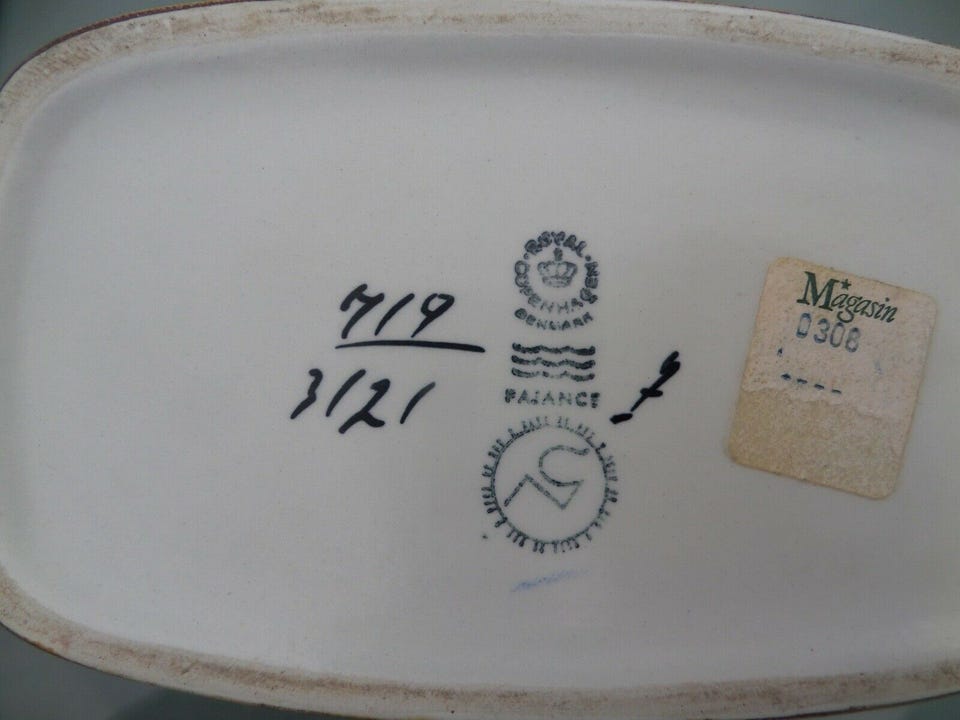 ROYAL COPENHAGEN DENMARK
FAJANCE
719
3121
Magasin
0308